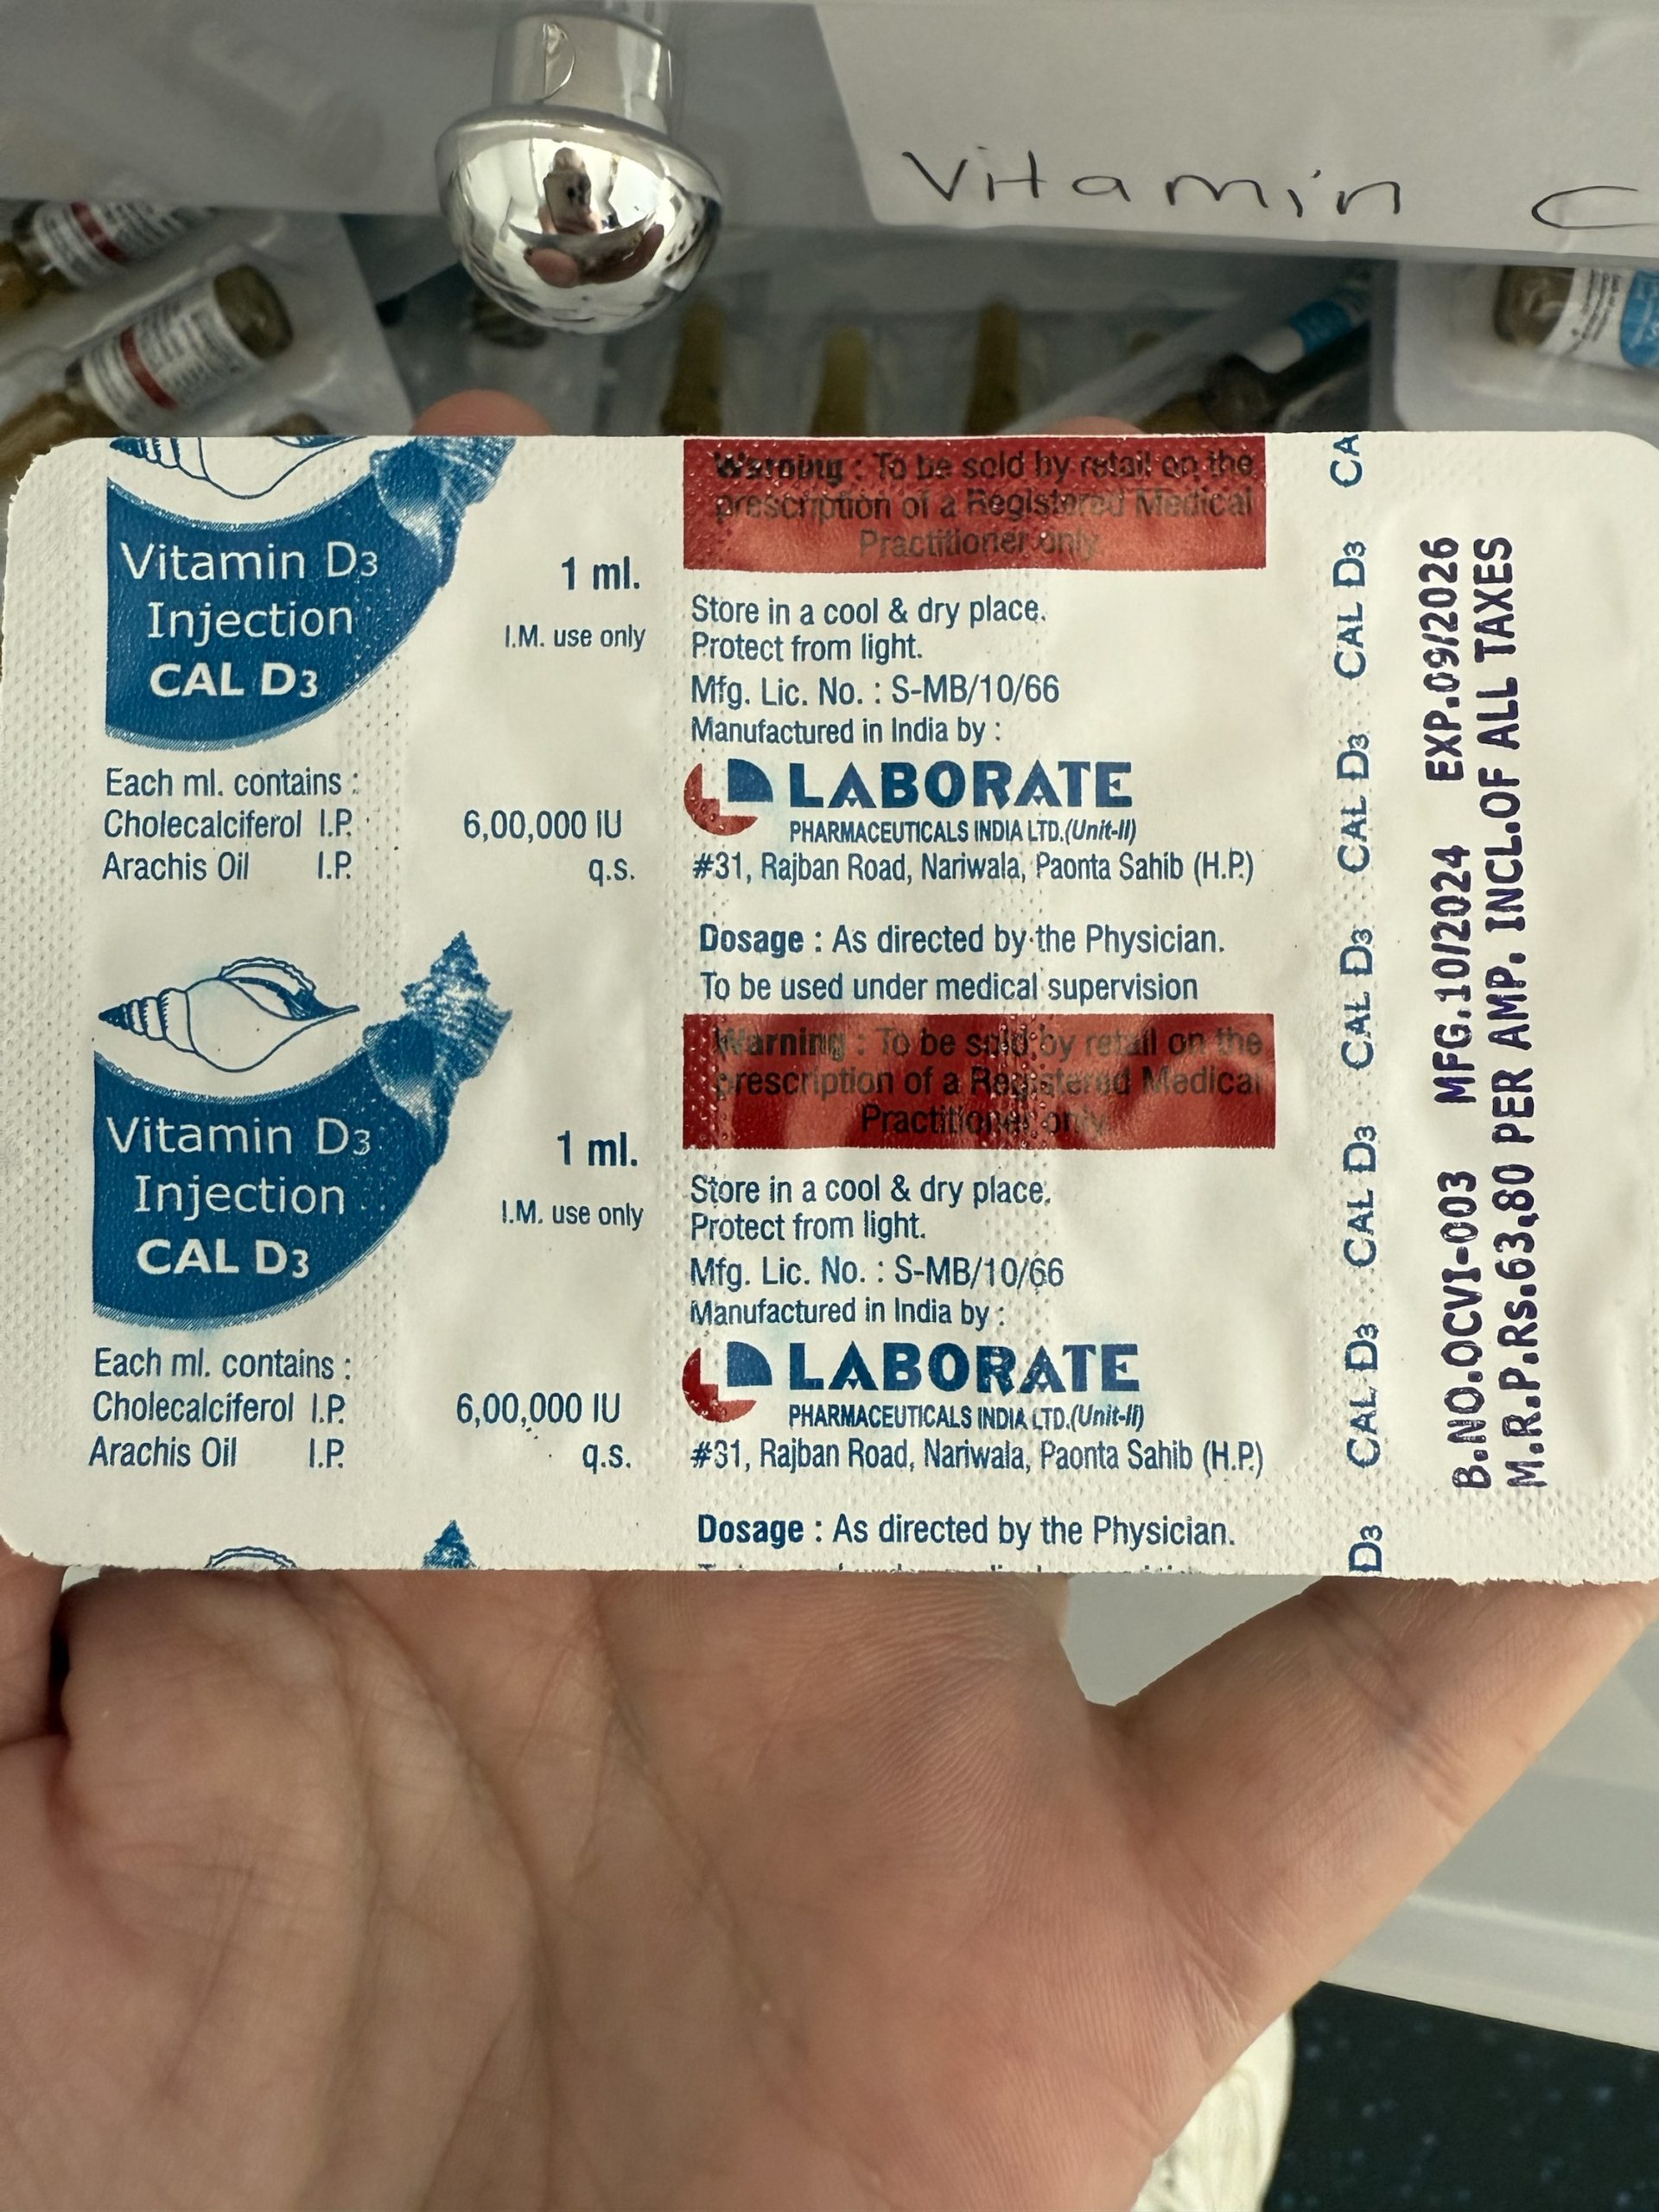 Vitamin C
Vitamin D3
Injection
CAL D3
1 ml.
I.M. use only
Each ml. contains :
Cholecalciferol I.P. 6,00,000 IU
Arachis Oil I.P. q.s.
Warning : To be sold by retail on the
prescription of a Registered Medical
Practitioner only
Store in a cool & dry place.
Protect from light.
Mfg. Lic. No. : S-MB/10/66
Manufactured in India by :
LABORATE
PHARMACEUTICALS INDIA LTD.(Unit-II)
#31, Rajban Road, Nariwala, Paonta Sahib (H.P.)
Dosage : As directed by the Physician.
To be used under medical supervision
Vitamin D3
Injection
CAL D3
1 ml.
I.M. use only
Each ml. contains :
Cholecalciferol I.P. 6,00,000 IU
Arachis Oil I.P. q.s.
Warning : To be sold by retail on the
prescription of a Registered Medical
Practitioner only
Store in a cool & dry place.
Protect from light.
Mfg. Lic. No. : S-MB/10/66
Manufactured in India by :
LABORATE
PHARMACEUTICALS INDIA LTD.(Unit-II)
#31, Rajban Road, Nariwala, Paonta Sahib (H.P.)
Dosage : As directed by the Physician.
D3 CAL D3 CAL D3 CAL D3 CAL D3 CAL D3 CA
B.NO.OCVI-003 MFG.10/2024 EXP.09/2026
M.R.P.Rs.63.80 PER AMP. INCL.OF ALL TAXES